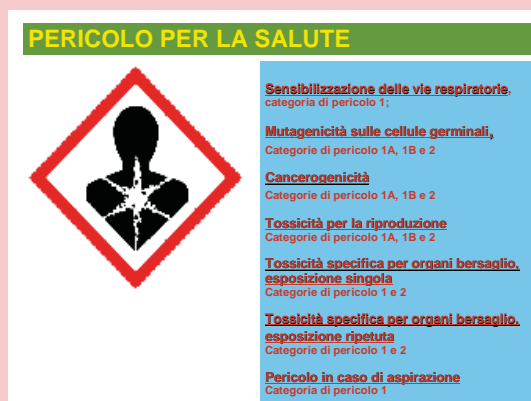 PERICOLO PER LA SALUTE
Sensibilizzazione delle vie respiratorie,
categoria di pericolo 1;
Mutagenicità sulle cellule germinali,
Categorie di pericolo 1A, 1B e 2
Cancerogenicità
Categorie di pericolo 1A, 1B e 2
Tossicità per la riproduzione
Categorie di pericolo 1A, 1B e 2
Tossicità specifica per organi bersaglio,
esposizione singola
Categorie di pericolo 1 e 2
Tossicità specifica per organi bersaglio,
esposizione ripetuta
Categorie di pericolo 1 e 2
Pericolo in caso di aspirazione
Categoria di pericolo 1